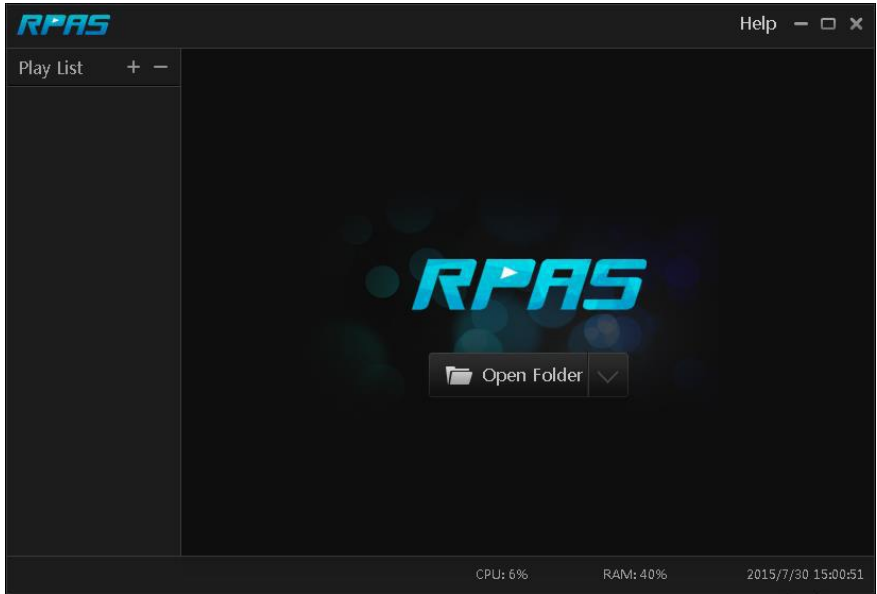 RPAS
Help
Play List + −
RPAS
Open Folder
CPU: 6% RAM: 40% 2015/7/30 15:00:51